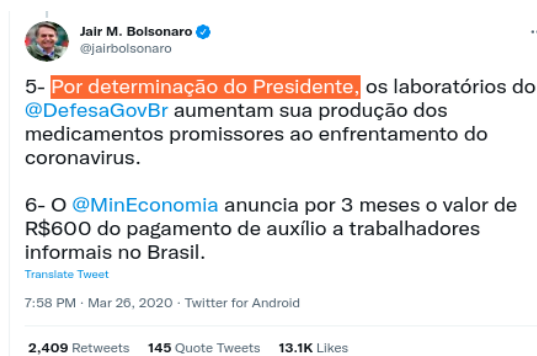 Jair M. Bolsonaro
@jairbolsonaro
5- Por determinação do Presidente, os laboratórios do
@DefesaGovBr aumentam sua produção dos
medicamentos promissores ao enfrentamento do
coronavirus.
6- O @MinEconomia anuncia por 3 meses o valor de
R$600 do pagamento de auxílio a trabalhadores
informais no Brasil.
Translate Tweet
7:58 PM · Mar 26, 2020 · Twitter for Android
2,409 Retweets 145 Quote Tweets 13.1K Likes